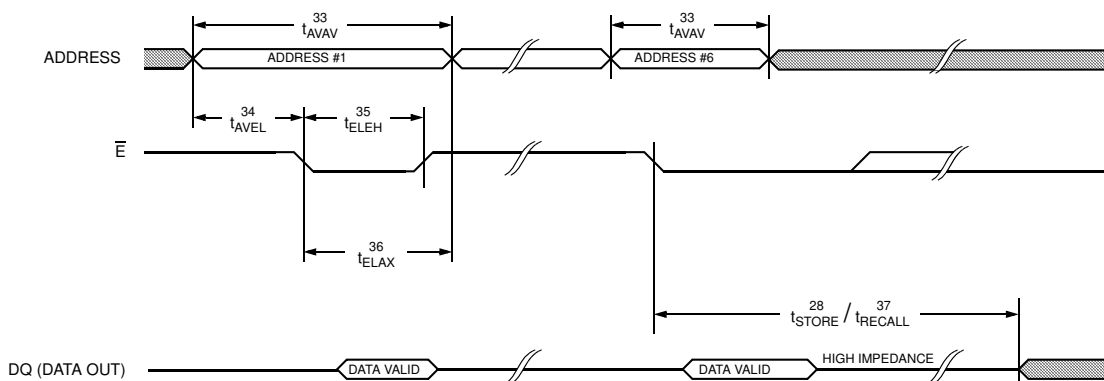 33
tAVAV
33
tAVAV
ADDRESS
ADDRESS #1
ADDRESS #6
34
tAVEL
35
tELEH
E
36
tELAX
28 37
tSTORE / tRECALL
DQ (DATA OUT)
DATA VALID
DATA VALID
HIGH IMPEDANCE